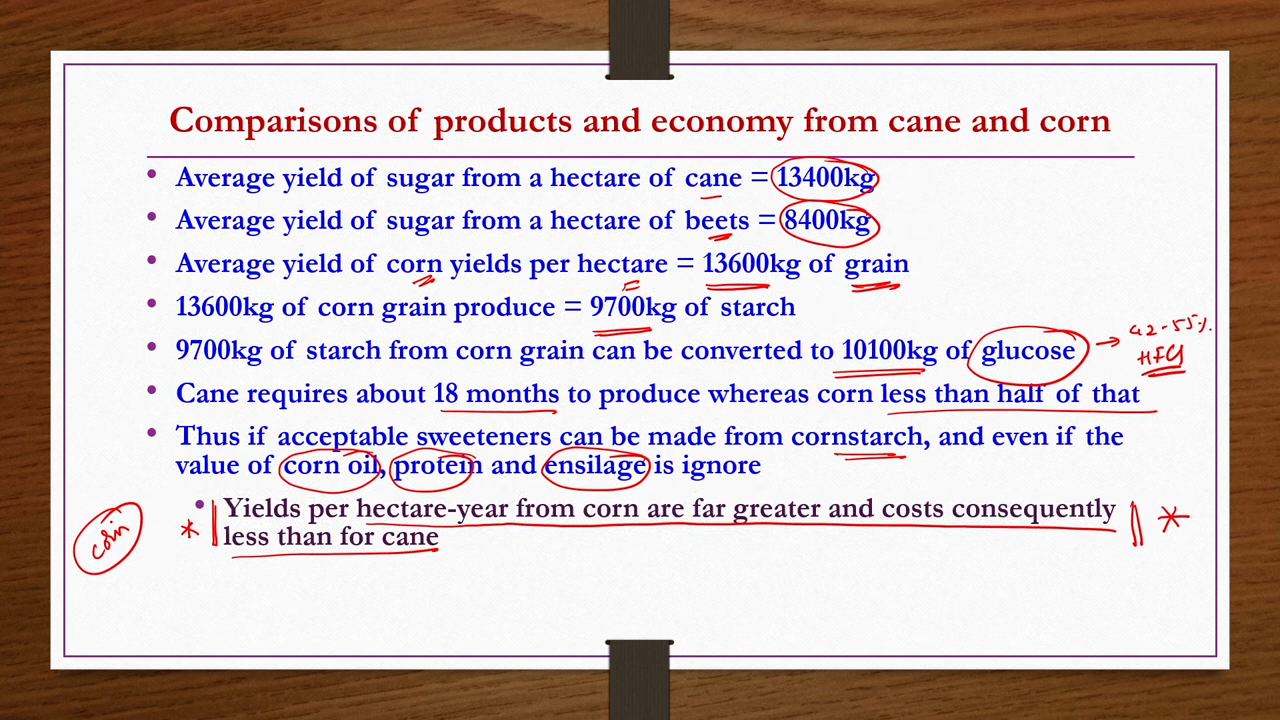 Comparisons of products and economy from cane and corn
• Average yield of sugar from a hectare of cane = 13400kg
• Average yield of sugar from a hectare of beets = 8400kg
• Average yield of corn yields per hectare = 13600kg of grain
• 13600kg of corn grain produce = 9700kg of starch
• 9700kg of starch from corn grain can be converted to 10100kg of glucose → 42-55%.
HFCS
• Cane requires about 18 months to produce whereas corn less than half of that
• Thus if acceptable sweeteners can be made from cornstarch, and even if the
value of corn oil, protein and ensilage is ignore
• Yields per hectare-year from corn are far greater and costs consequently
less than for cane
corn